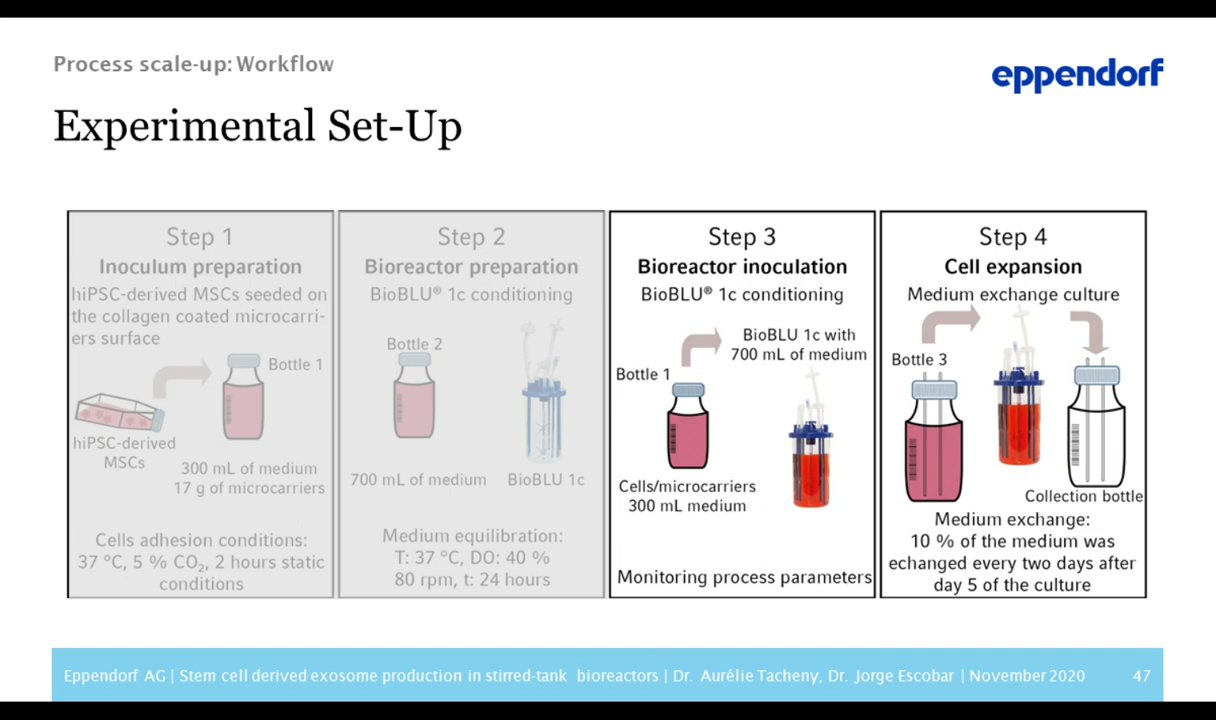 Process scale-up: Workflow
eppendorf
Experimental Set-Up
Step 1
Inoculum preparation
hiPSC-derived MSCs seeded on
the collagen coated microcarri-
ers surface
Bottle 1
hiPSC-derived
MSCs
300 mL of medium
17 g of microcarriers
Cells adhesion conditions:
37 °C, 5 % CO₂, 2 hours static
conditions
Step 2
Bioreactor preparation
BioBLU® 1c conditioning
Bottle 2
700 mL of medium
BioBLU 1c
Medium equilibration:
T: 37 °C, DO: 40 %
80 rpm, t: 24 hours
Step 3
Bioreactor inoculation
BioBLU® 1c conditioning
BioBLU 1c with
700 mL of medium
Bottle 1
Cells/microcarriers
300 mL medium
Monitoring process parameters
Step 4
Cell expansion
Medium exchange culture
Bottle 3
Collection bottle
Medium exchange:
10 % of the medium was
echanged every two days after
day 5 of the culture
Eppendorf AG | Stem cell derived exosome production in stirred-tank bioreactors | Dr. Aurélie Tacheny, Dr. Jorge Escobar | November 2020
47